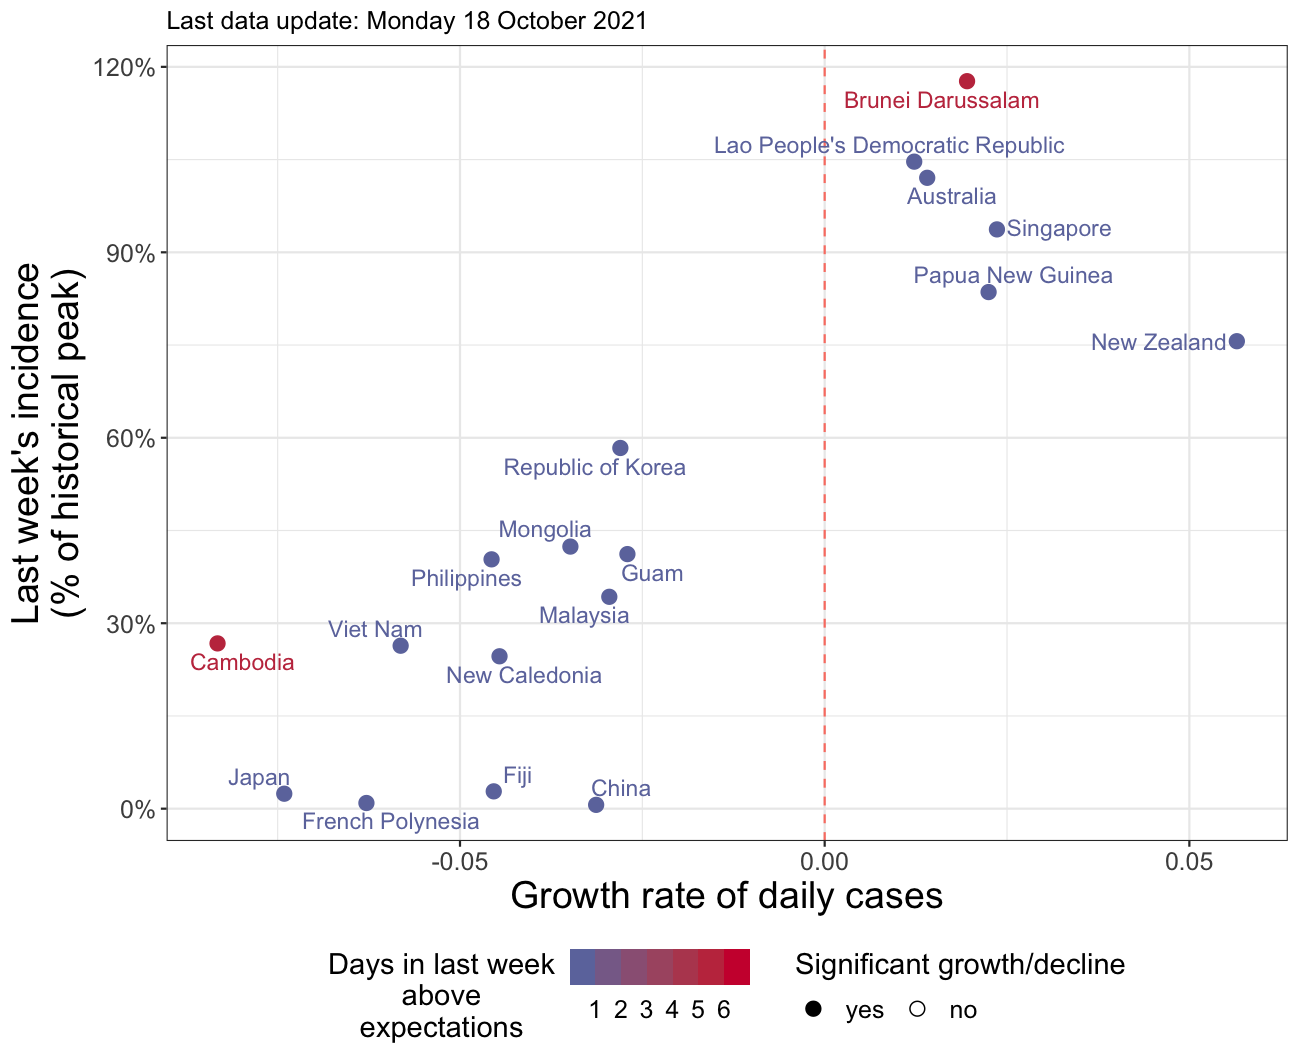 Last data update: Monday 18 October 2021
120%
90%
60%
30%
0%
Last week's incidence
(% of historical peak)
Brunei Darussalam
Lao People's Democratic Republic
Australia
Singapore
Papua New Guinea
New Zealand
Republic of Korea
Mongolia
Guam
Philippines
Malaysia
Viet Nam
Cambodia
New Caledonia
Japan
Fiji
China
French Polynesia
-0.05
0.00
0.05
Growth rate of daily cases
Days in last week
above
expectations
1 2 3 4 5 6
Significant growth/decline
yes
no